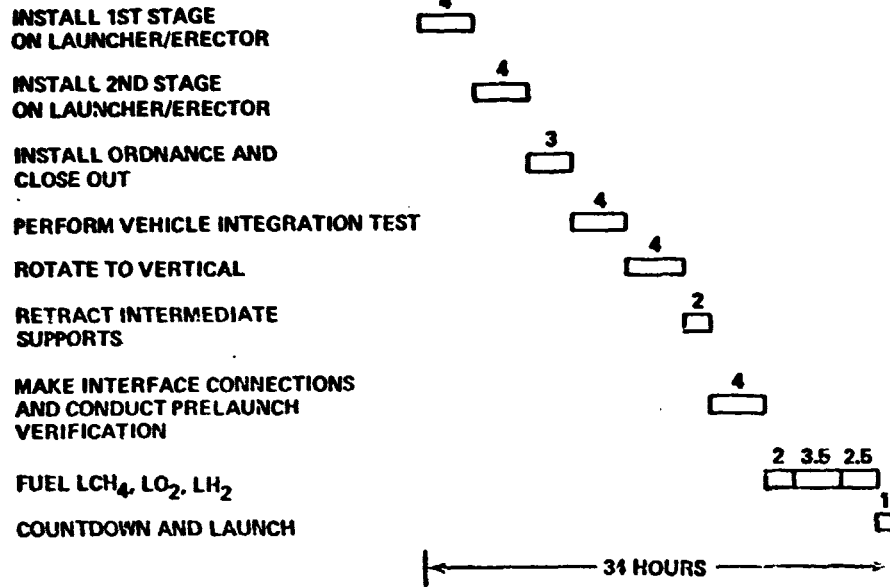 4
INSTALL 1ST STAGE
ON LAUNCHER/ERECTOR
4
INSTALL 2ND STAGE
ON LAUNCHER/ERECTOR
3
INSTALL ORDNANCE AND
CLOSE OUT
4
PERFORM VEHICLE INTEGRATION TEST
4
ROTATE TO VERTICAL
2
RETRACT INTERMEDIATE
SUPPORTS
4
MAKE INTERFACE CONNECTIONS
AND CONDUCT PRELAUNCH
VERIFICATION
2 3.5 2.5
FUEL LCH₄, LO₂, LH₂
1
COUNTDOWN AND LAUNCH
34 HOURS